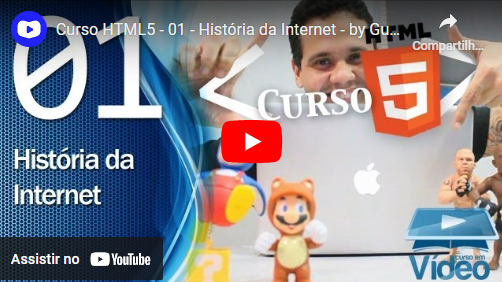 Curso HTML5 - 01 - História da Internet - by Gu...
Compartilh...
01
HTML
<CURSO 5
História da
Internet
?
Assistir no YouTube
curso em
Vídeo